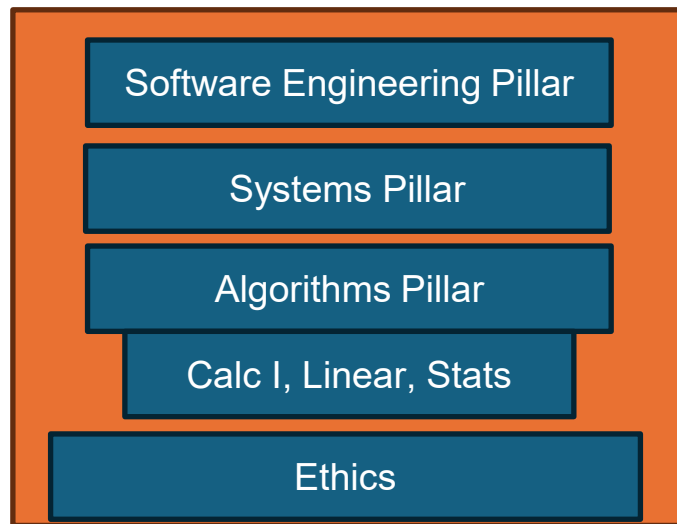 Software Engineering Pillar
Systems Pillar
Algorithms Pillar
Calc I, Linear, Stats
Ethics